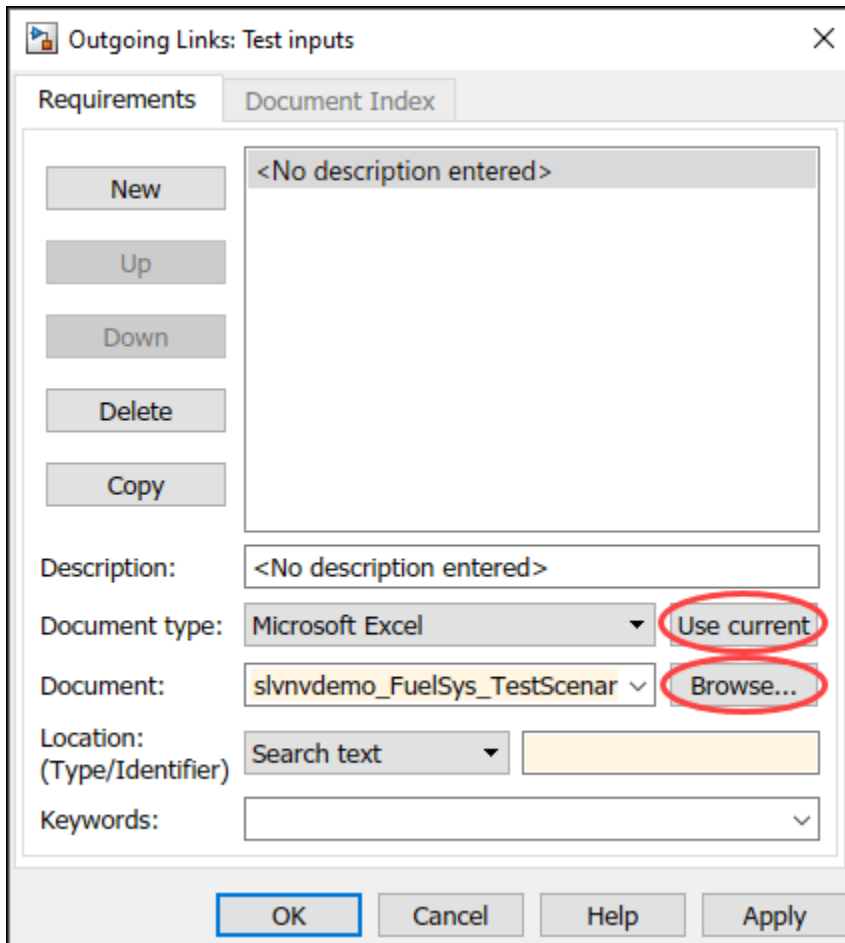 Outgoing Links: Test inputs
Requirements
Document Index
New
Up
Down
Delete
Copy
<No description entered>
Description:
<No description entered>
Document type:
Microsoft Excel
Use current
Document:
slvnvdemo_FuelSys_TestScenar
Browse...
Location:
(Type/Identifier)
Search text
Keywords:
OK
Cancel
Help
Apply